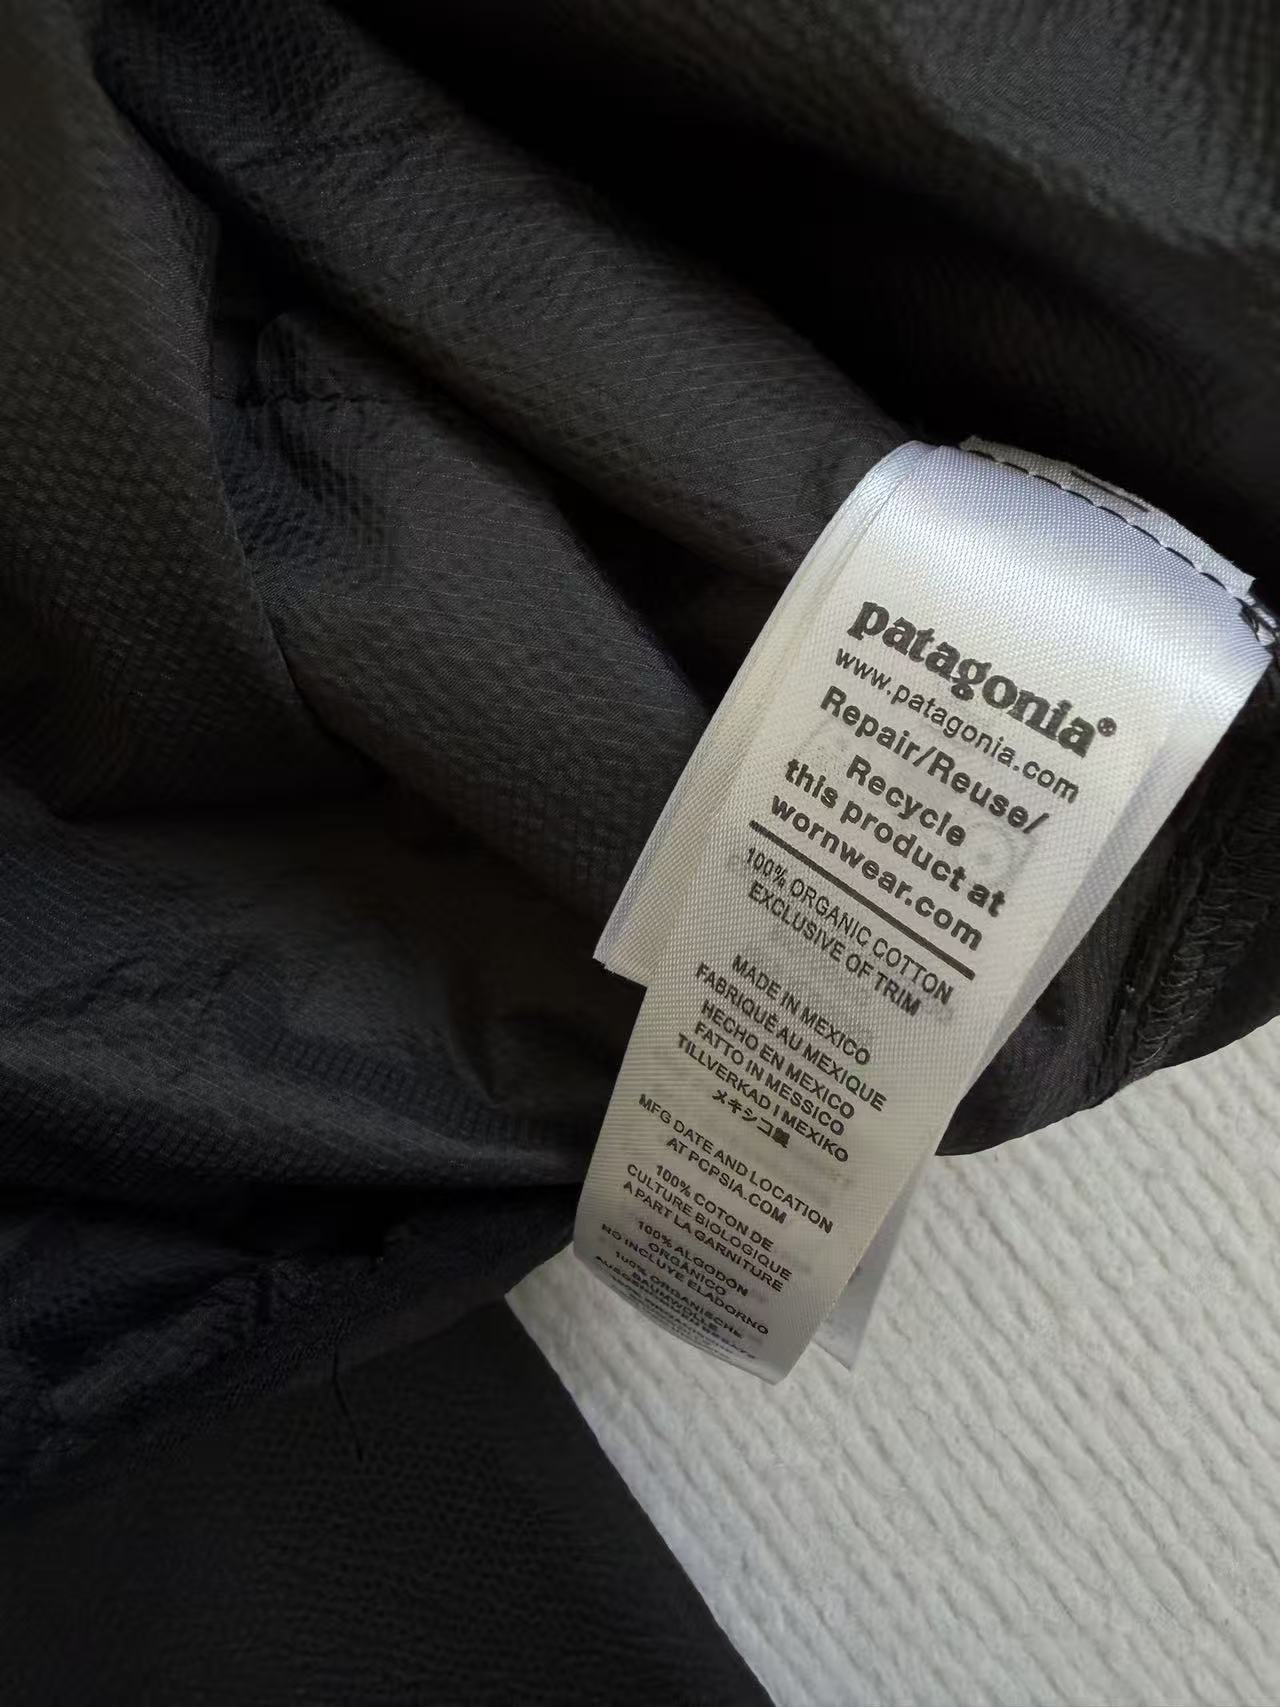 patagonia®
www.patagonia.com
Repair/Reuse/
Recycle
this product at
wornwear.com
100% ORGANIC COTTON
EXCLUSIVE OF TRIM
MADE IN MEXICO
FABRIQUÉ AU MEXIQUE
HECHO EN MEXICO
FATTO IN MESSICO
TILLVERKAD I MEXIKO
メキシコ製
MFG DATE AND LOCATION
AT PCPSIA.COM
100% COTON DE
CULTURE BIOLOGIQUE
A PART LA GARNITURE
100% ALGODÓN
ORGÁNICO
NO INCLUYE ELADORNO
100% ORGANISCHE
BAUMWOLLE